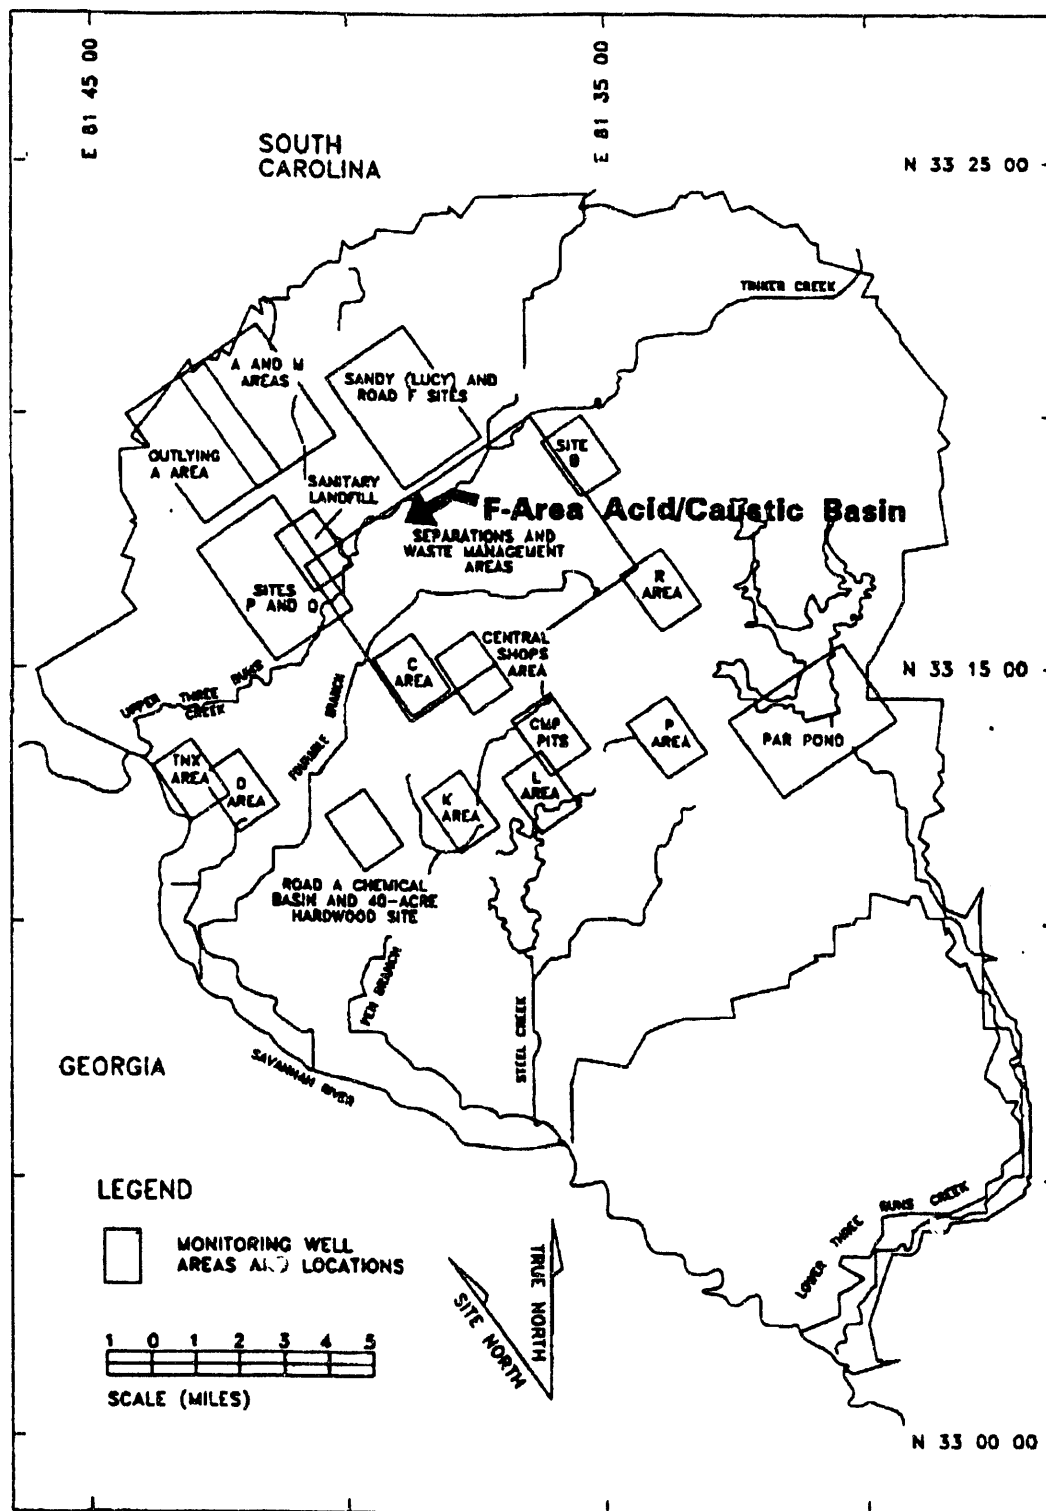 E 81 45 00
E 81 35 00
SOUTH
CAROLINA
N 33 25 00
TINKER CREEK
A AND M
AREAS
SANDY (LUCY) AND
ROAD F SITES
OUTLYING
A AREA
SANITARY
LANDFILL
SITE
B
F-Area Acid/Caustic Basin
SEPARATIONS AND
WASTE MANAGEMENT
AREAS
R
AREA
SITES
P AND O
CENTRAL
SHOPS
AREA
C
AREA
N 33 15 00
UPPER THREE RUNS
CREEK
FOURMILE BRANCH
CMP
PITS
P
AREA
PAR POND
TNX
AREA
D
AREA
L
AREA
K
AREA
ROAD A CHEMICAL
BASIN AND 40-ACRE
HARDWOOD SITE
PEN BRANCH
STEEL CREEK
GEORGIA
SAVANNAH RIVER
LOWER THREE RUNS CREEK
LEGEND
MONITORING WELL
AREAS AND LOCATIONS
SITE NORTH
TRUE NORTH
1 0 1 2 3 4 5
SCALE (MILES)
N 33 00 00